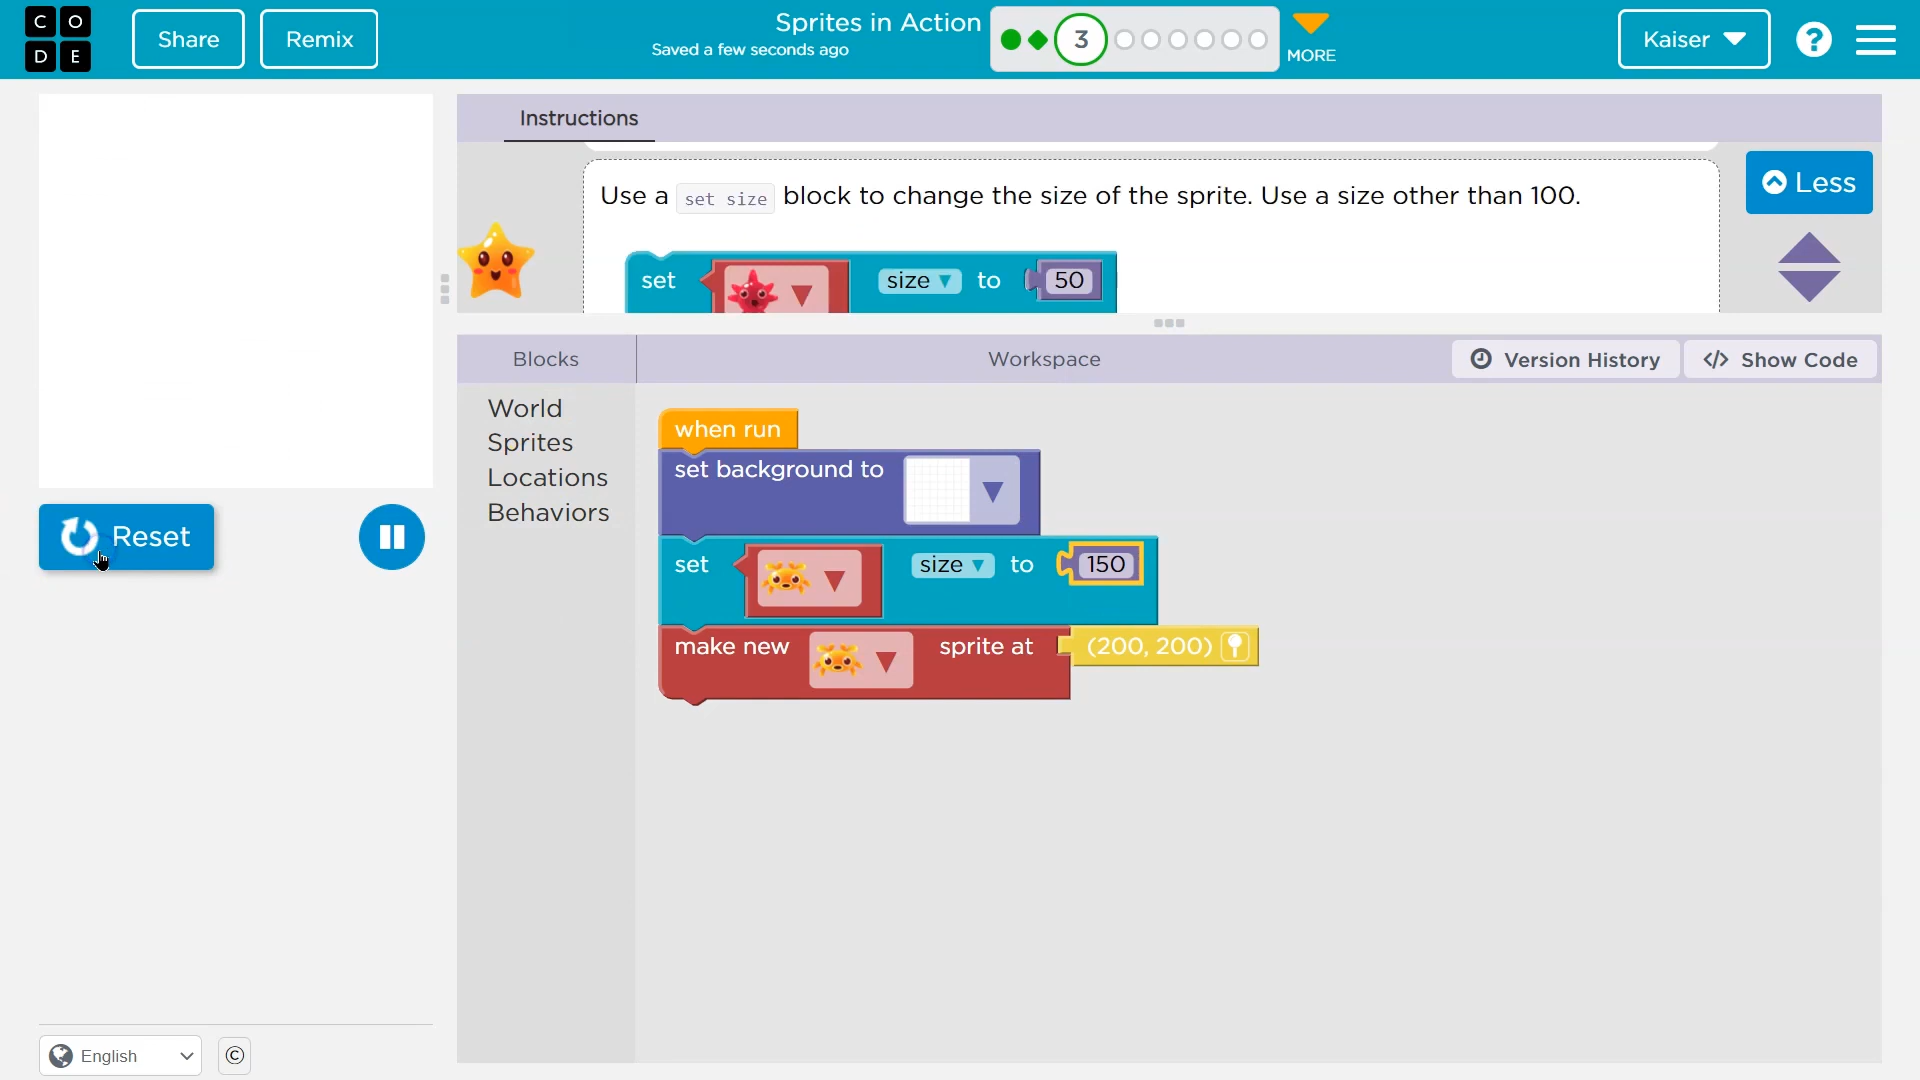 C O
D E
Share
Remix
Sprites in Action
Saved a few seconds ago
3
MORE
Kaiser
?
Instructions
Use a set size block to change the size of the sprite. Use a size other than 100.
set size to 50
Less
Blocks
Workspace
Version History
</> Show Code
World
Sprites
Locations
Behaviors
when run
set background to
set size to 150
make new sprite at (200, 200)
Reset
English
©